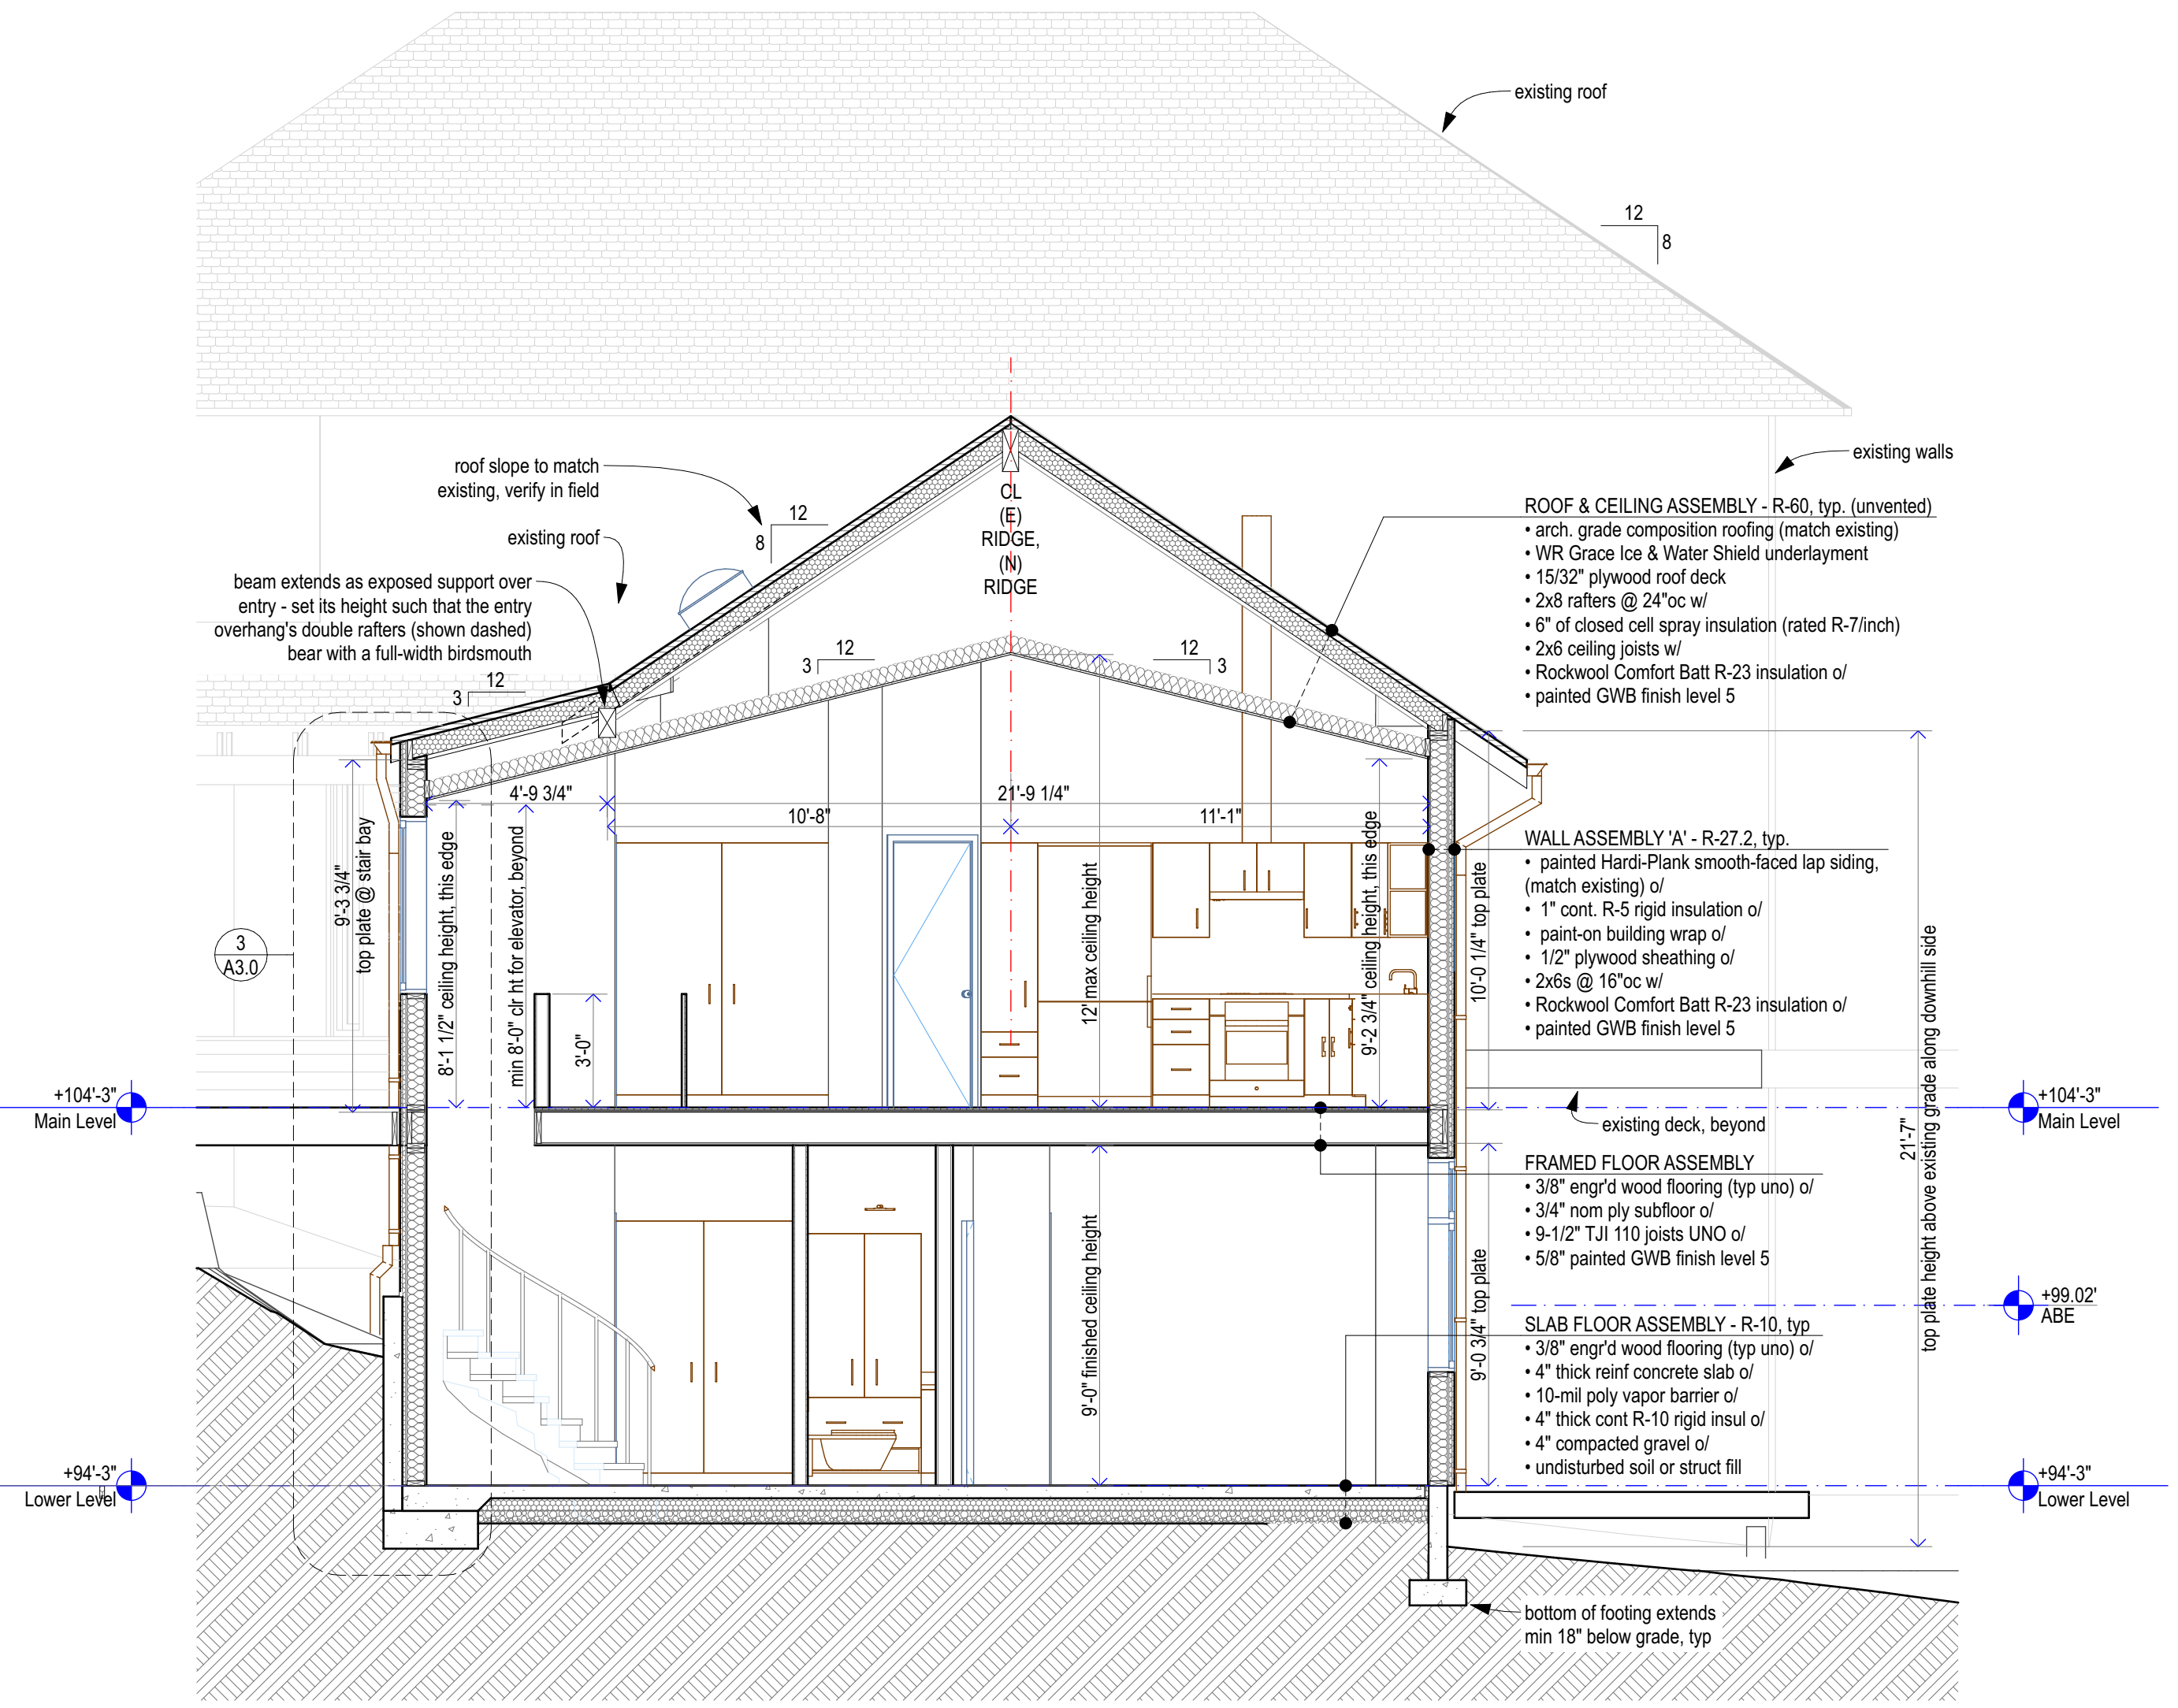 existing roof
12
8
existing walls
roof slope to match
existing, verify in field
12
8
existing roof
CL
(E)
RIDGE,
(N)
RIDGE
beam extends as exposed support over
entry - set its height such that the entry
overhang's double rafters (shown dashed)
bear with a full-width birdsmouth
ROOF & CEILING ASSEMBLY - R-60, typ. (unvented)
• arch. grade composition roofing (match existing)
• WR Grace Ice & Water Shield underlayment
• 15/32" plywood roof deck
• 2x8 rafters @ 24"oc w/
• 6" of closed cell spray insulation (rated R-7/inch)
• 2x6 ceiling joists w/
• Rockwool Comfort Batt R-23 insulation o/
• painted GWB finish level 5
12
3
12
3
12
3
4'-9 3/4"
21'-9 1/4"
10'-8"
11'-1"
9'-3 3/4"
top plate @ stair bay
8'-1 1/2" ceiling height, this edge
min 8'-0" clr ht for elevator, beyond
3'-0"
12' max ceiling height
9'-2 3/4" ceiling height, this edge
10'-0 1/4" top plate
WALL ASSEMBLY 'A' - R-27.2, typ.
• painted Hardi-Plank smooth-faced lap siding,
(match existing) o/
• 1" cont. R-5 rigid insulation o/
• paint-on building wrap o/
• 1/2" plywood sheathing o/
• 2x6s @ 16"oc w/
• Rockwool Comfort Batt R-23 insulation o/
• painted GWB finish level 5
3
A3.0
+104'-3"
Main Level
+104'-3"
Main Level
existing deck, beyond
21'-7"
top plate height above existing grade along downhill side
FRAMED FLOOR ASSEMBLY
• 3/8" engr'd wood flooring (typ uno) o/
• 3/4" nom ply subfloor o/
• 9-1/2" TJI 110 joists UNO o/
• 5/8" painted GWB finish level 5
9'-0" finished ceiling height
9'-0 3/4" top plate
+99.02'
ABE
SLAB FLOOR ASSEMBLY - R-10, typ
• 3/8" engr'd wood flooring (typ uno) o/
• 4" thick reinf concrete slab o/
• 10-mil poly vapor barrier o/
• 4" thick cont R-10 rigid insul o/
• 4" compacted gravel o/
• undisturbed soil or struct fill
+94'-3"
Lower Level
+94'-3"
Lower Level
bottom of footing extends
min 18" below grade, typ